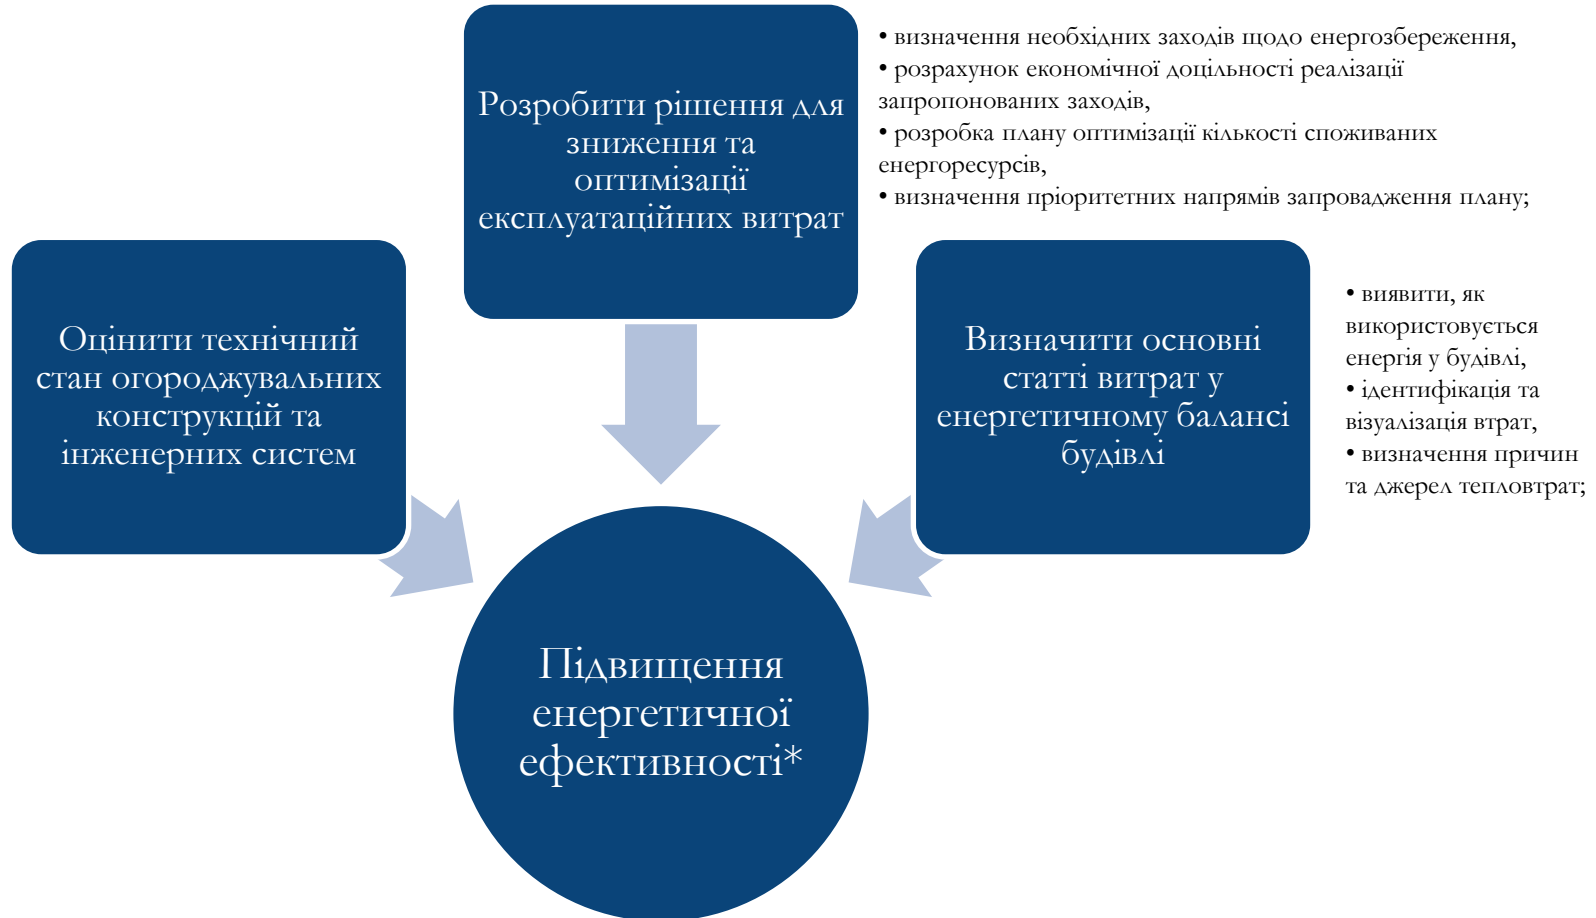 Розробити рішення для
зниження та
оптимізації
експлуатаційних витрат
• визначення необхідних заходів щодо енергозбереження,
• розрахунок економічної доцільності реалізації
запропонованих заходів,
• розробка плану оптимізації кількості споживаних
енергоресурсів,
• визначення пріоритетних напрямів запровадження плану;
Оцінити технічний
стан огороджувальних
конструкцій та
інженерних систем
Визначити основні
статті витрат у
енергетичному балансі
будівлі
• виявити, як
використовується
енергія у будівлі,
• ідентифікація та
візуалізація втрат,
• визначення причин
та джерел тепловтрат;
Підвищення
енергетичної
ефективності*